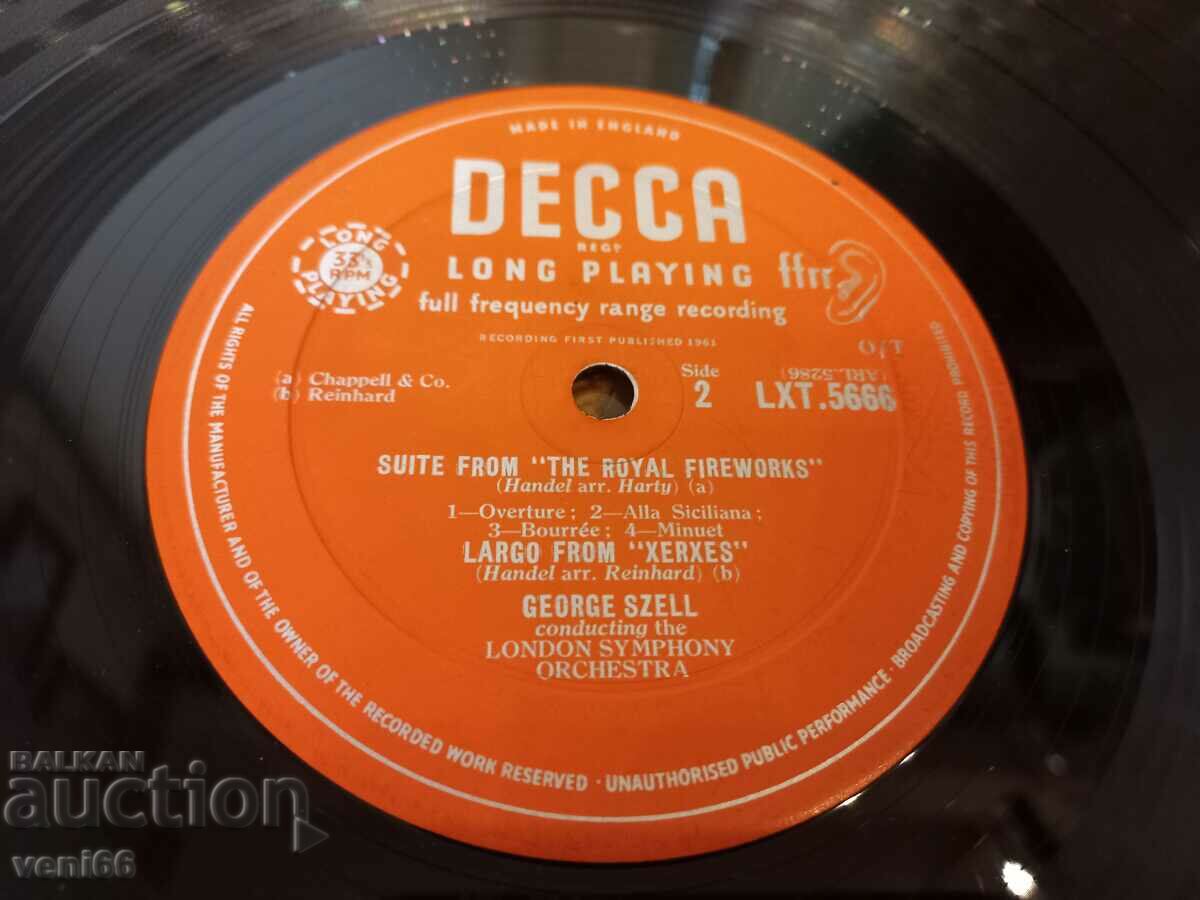 MADE IN ENGLAND
DECCA
REGD
LONG PLAYING ffrr
full frequency range recording
LONG PLAYING
33⅓
RPM
RECORDING FIRST PUBLISHED 1961
(a) Chappell & Co.
(b) Reinhard
Side
2
(ARL.5286)
LXT.5666
SUITE FROM "THE ROYAL FIREWORKS"
(Handel arr. Harty) (a)
1—Overture; 2—Alla Siciliana;
3—Bourrée; 4—Minuet
LARGO FROM "XERXES"
(Handel arr. Reinhard) (b)
GEORGE SZELL
conducting the
LONDON SYMPHONY
ORCHESTRA
ALL RIGHTS OF THE MANUFACTURER AND OF THE OWNER OF THE RECORDED WORK RESERVED · UNAUTHORISED PUBLIC PERFORMANCE · BROADCASTING AND COPYING OF THIS RECORD PROHIBITED
BALKAN
auction
veni66